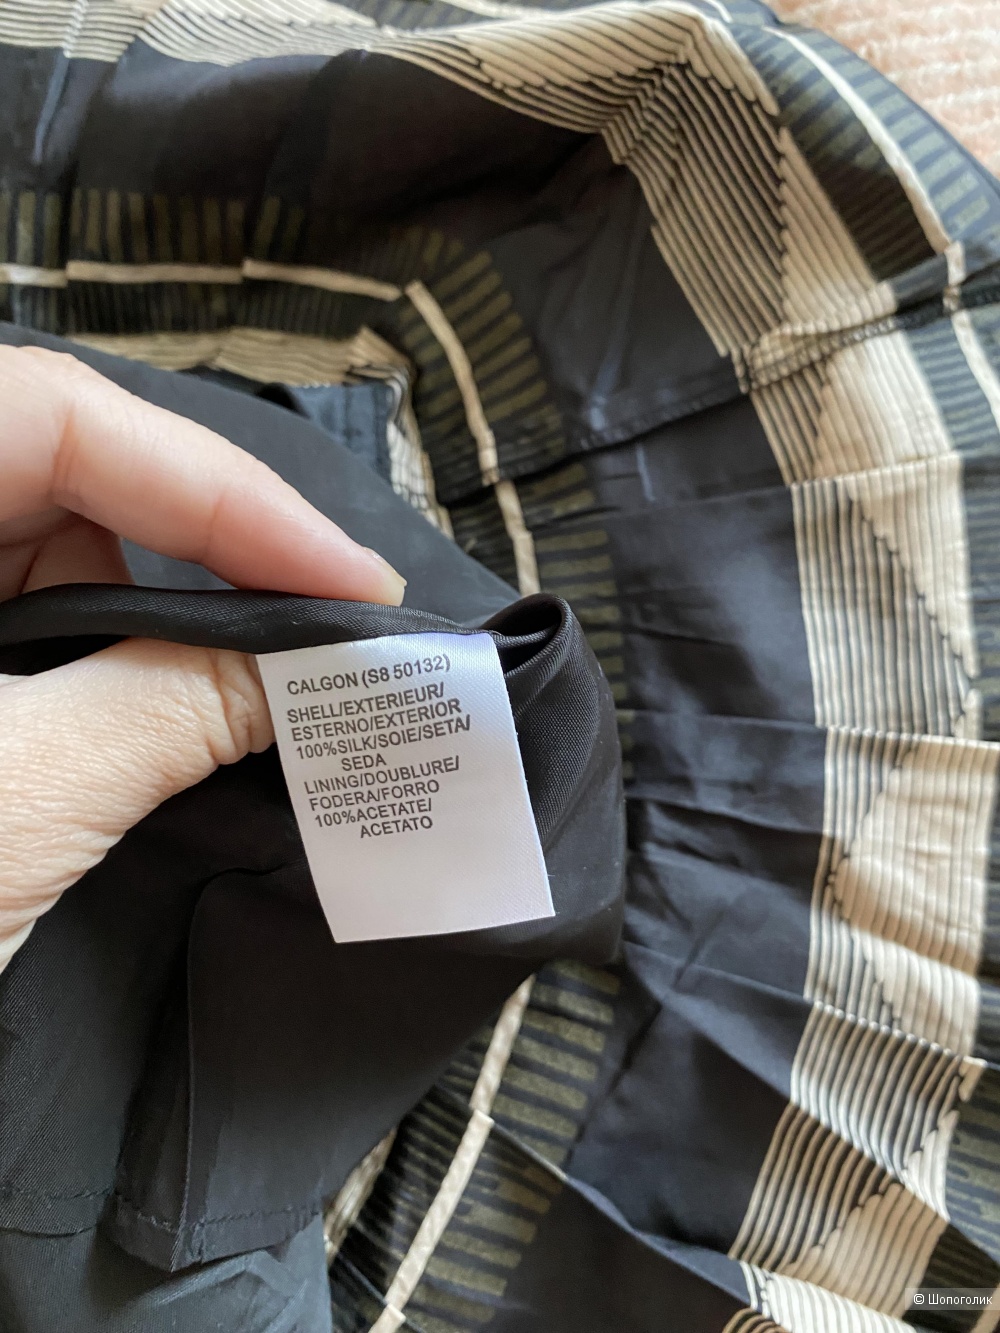 CALGON (S8 50132)
SHELL/EXTERIEUR/
ESTERNO/EXTERIOR
100%SILK/SOIE/SETA/
SEDA
LINING/DOUBLURE/
FODERA/FORRO
100%ACETATE/
ACETATO
© Шопоголик